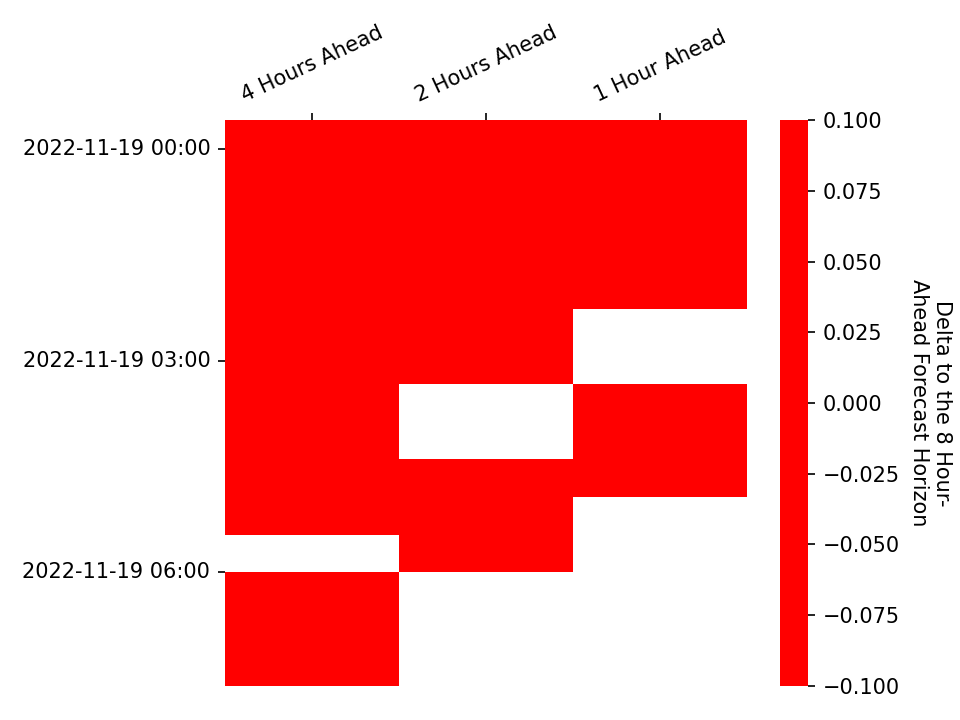 4 Hours Ahead
2 Hours Ahead
1 Hour Ahead
2022-11-19 00:00
2022-11-19 03:00
2022-11-19 06:00
0.100
0.075
0.050
0.025
0.000
−0.025
−0.050
−0.075
−0.100
Delta to the 8 Hour-
Ahead Forecast Horizon